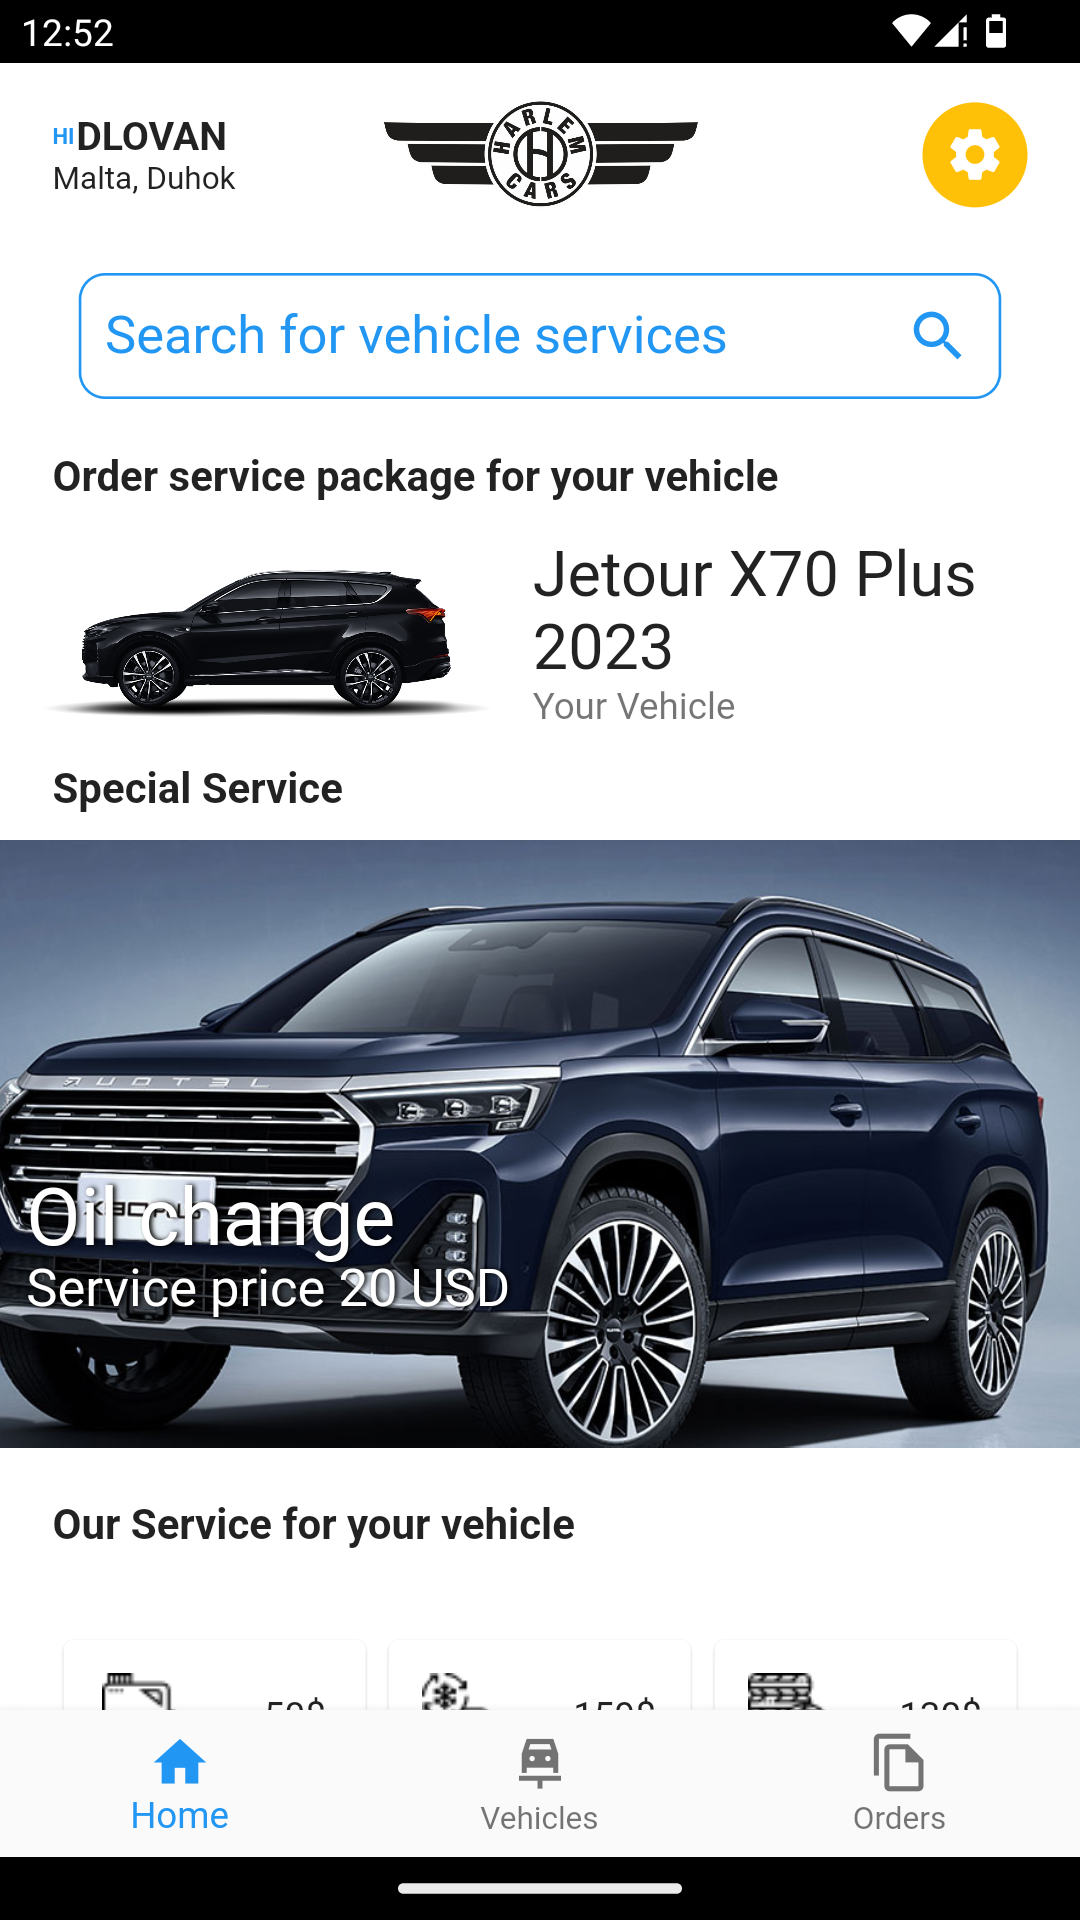 12:52
HI DLOVAN
Malta, Duhok
HARLEM
H
CARS
Search for vehicle services
Order service package for your vehicle
Jetour X70 Plus
2023
Your Vehicle
Special Service
Oil change
Service price 20 USD
Our Service for your vehicle
Home
Vehicles
Orders